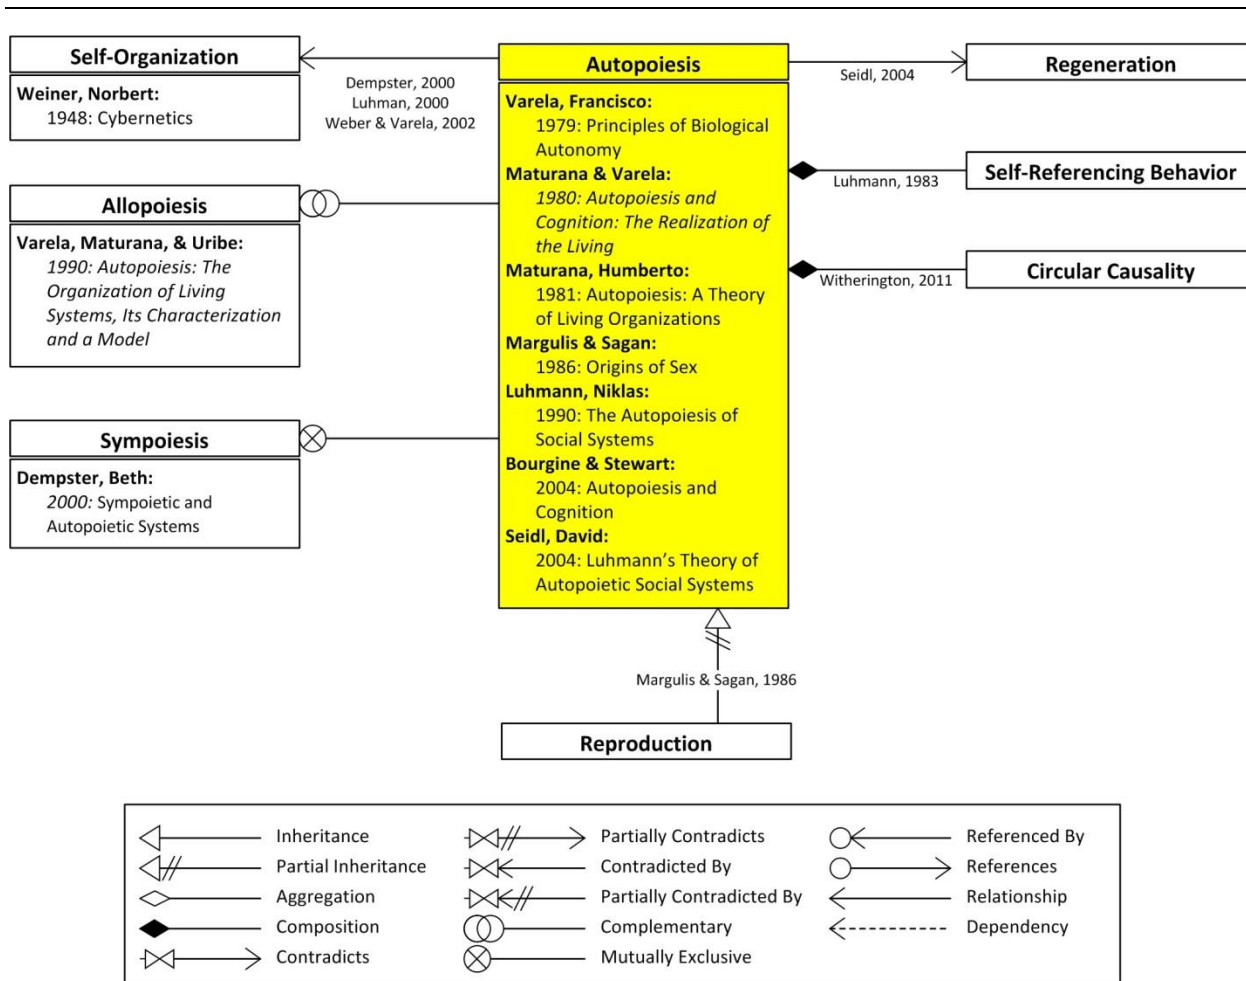 Self-Organization
Weiner, Norbert:
1948: Cybernetics
Dempster, 2000
Luhman, 2000
Weber & Varela, 2002
Allopoiesis
Varela, Maturana, & Uribe:
1990: Autopoiesis: The
Organization of Living
Systems, Its Characterization
and a Model
Sympoiesis
Dempster, Beth:
2000: Sympoietic and
Autopoietic Systems
Autopoiesis
Varela, Francisco:
1979: Principles of Biological
Autonomy
Maturana & Varela:
1980: Autopoiesis and
Cognition: The Realization of
the Living
Maturana, Humberto:
1981: Autopoiesis: A Theory
of Living Organizations
Margulis & Sagan:
1986: Origins of Sex
Luhmann, Niklas:
1990: The Autopoiesis of
Social Systems
Bourgine & Stewart:
2004: Autopoiesis and
Cognition
Seidl, David:
2004: Luhmann’s Theory of
Autopoietic Social Systems
Seidl, 2004
Regeneration
Luhmann, 1983
Self-Referencing Behavior
Witherington, 2011
Circular Causality
Margulis & Sagan, 1986
Reproduction
Inheritance
Partial Inheritance
Aggregation
Composition
Contradicts
Partially Contradicts
Contradicted By
Partially Contradicted By
Complementary
Mutually Exclusive
Referenced By
References
Relationship
Dependency